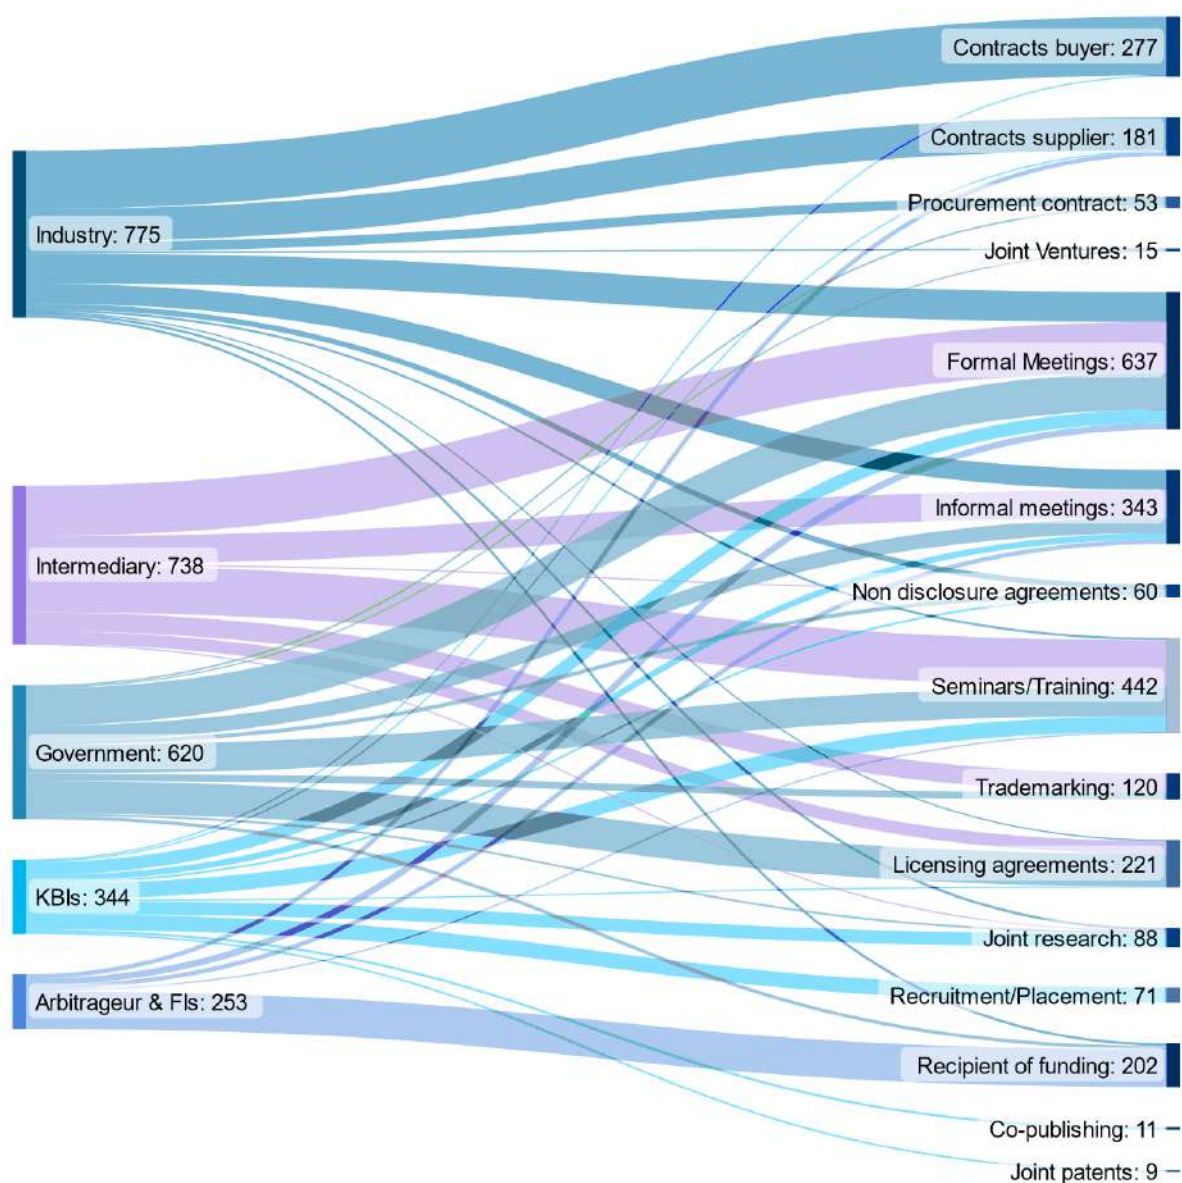 Contracts buyer: 277
Contracts supplier: 181
Procurement contract: 53
Industry: 775
Joint Ventures: 15
Formal Meetings: 637
Informal meetings: 343
Intermediary: 738
Non disclosure agreements: 60
Seminars/Training: 442
Government: 620
Trademarking: 120
Licensing agreements: 221
KBIs: 344
Joint research: 88
Recruitment/Placement: 71
Arbitrageur & FIs: 253
Recipient of funding: 202
Co-publishing: 11
Joint patents: 9